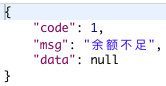 {
    "code": 1,
    "msg": "余额不足",
    "data": null
}